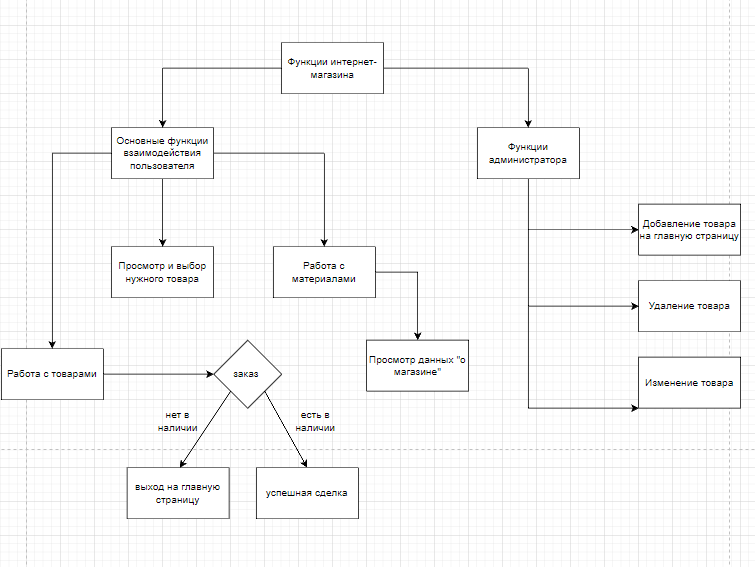 Функции интернет-
магазина
Основные функции
взаимодействия
пользователя
Функции
администратора
Добавление товара
на главную страницу
Просмотр и выбор
нужного товара
Работа с
материалами
Удаление товара
Просмотр данных "о
магазине"
Работа с товарами
заказ
Изменение товара
нет в
наличии
есть в
наличии
выход на главную
страницу
успешная сделка